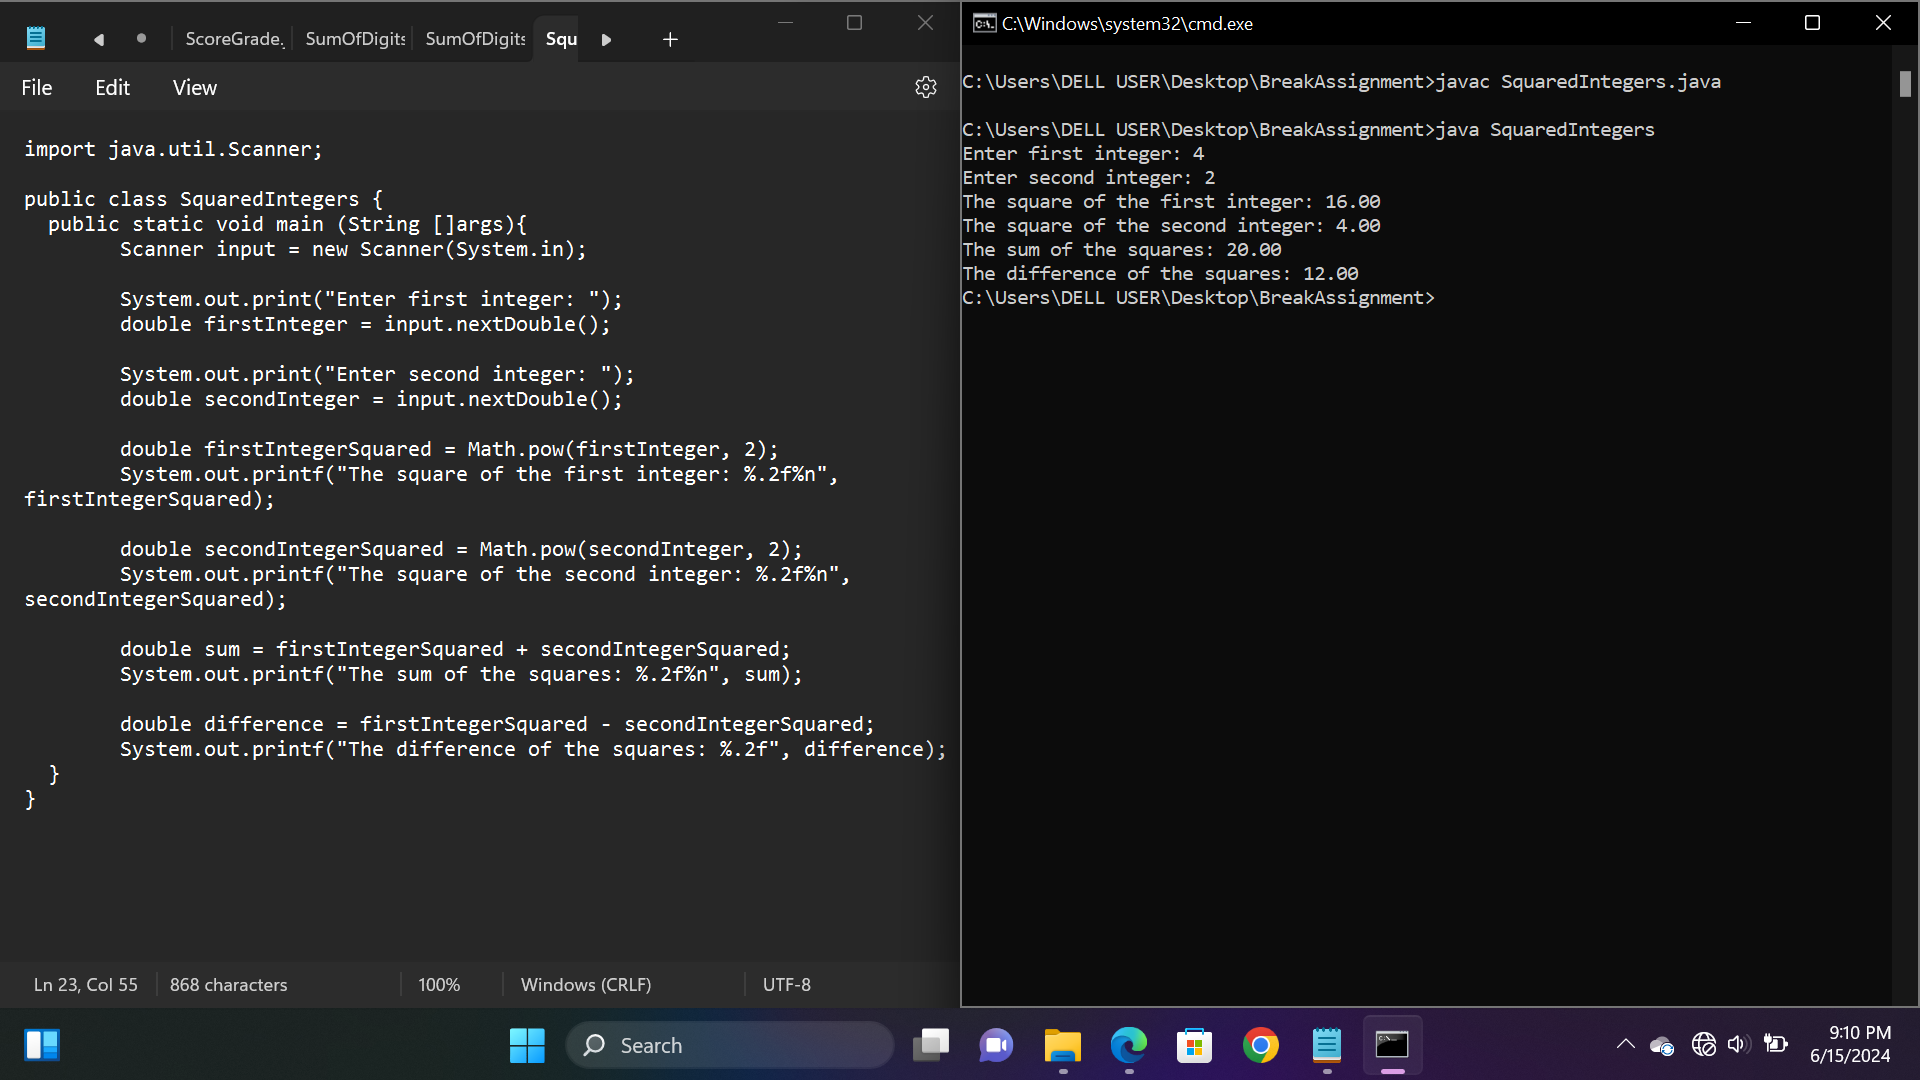 ScoreGrade. SumOfDigits SumOfDigits Squ
File Edit View
import java.util.Scanner;
public class SquaredIntegers {
public static void main (String []args){
Scanner input = new Scanner(System.in);
System.out.print("Enter first integer: ");
double firstInteger = input.nextDouble();
System.out.print("Enter second integer: ");
double secondInteger = input.nextDouble();
double firstIntegerSquared = Math.pow(firstInteger, 2);
System.out.printf("The square of the first integer: %.2f%n",
firstIntegerSquared);
double secondIntegerSquared = Math.pow(secondInteger, 2);
System.out.printf("The square of the second integer: %.2f%n",
secondIntegerSquared);
double sum = firstIntegerSquared + secondIntegerSquared;
System.out.printf("The sum of the squares: %.2f%n", sum);
double difference = firstIntegerSquared - secondIntegerSquared;
System.out.printf("The difference of the squares: %.2f", difference);
}
}
Ln 23, Col 55 868 characters 100% Windows (CRLF) UTF-8
C:\Windows\system32\cmd.exe
C:\Users\DELL USER\Desktop\BreakAssignment>javac SquaredIntegers.java
C:\Users\DELL USER\Desktop\BreakAssignment>java SquaredIntegers
Enter first integer: 4
Enter second integer: 2
The square of the first integer: 16.00
The square of the second integer: 4.00
The sum of the squares: 20.00
The difference of the squares: 12.00
C:\Users\DELL USER\Desktop\BreakAssignment>
Search
9:10 PM
6/15/2024